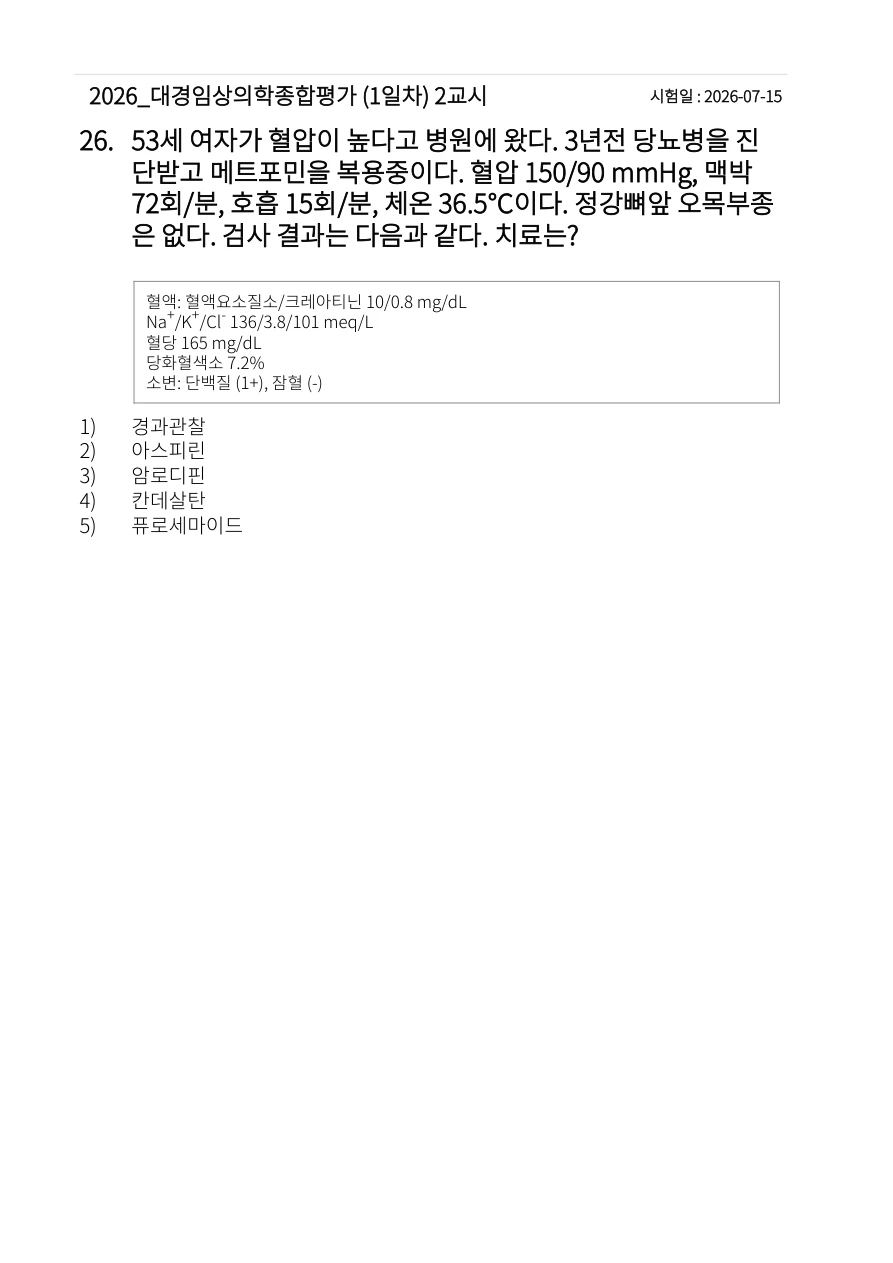 2026_대경임상의학종합평가 (1일차) 2교시 시험일 : 2026-07-15
26. 53세 여자가 혈압이 높다고 병원에 왔다. 3년전 당뇨병을 진
단받고 메트포민을 복용중이다. 혈압 150/90 mmHg, 맥박
72회/분, 호흡 15회/분, 체온 36.5℃이다. 정강뼈앞 오목부종
은 없다. 검사 결과는 다음과 같다. 치료는?
혈액: 혈액요소질소/크레아티닌 10/0.8 mg/dL
Na⁺/K⁺/Cl⁻ 136/3.8/101 meq/L
혈당 165 mg/dL
당화혈색소 7.2%
소변: 단백질 (1+), 잠혈 (-)
1) 경과관찰
2) 아스피린
3) 암로디핀
4) 칸데살탄
5) 퓨로세마이드